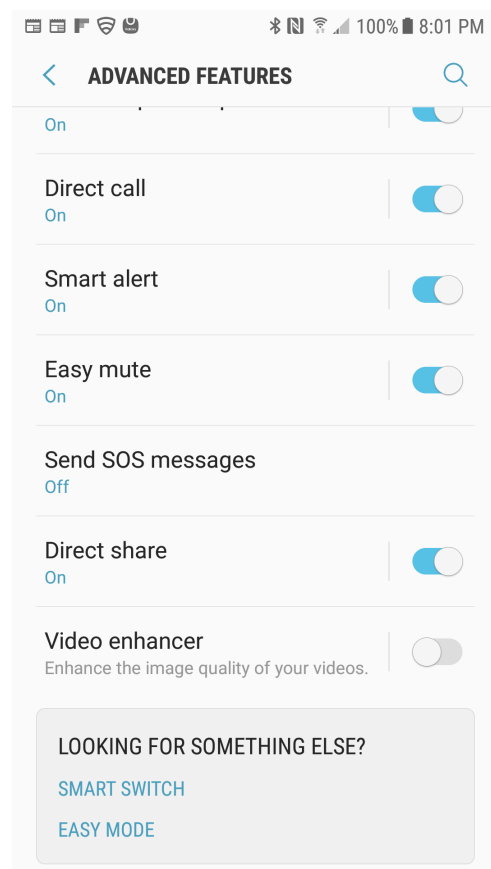 100% 8:01 PM
ADVANCED FEATURES
On
Direct call
On
Smart alert
On
Easy mute
On
Send SOS messages
Off
Direct share
On
Video enhancer
Enhance the image quality of your videos.
LOOKING FOR SOMETHING ELSE?
SMART SWITCH
EASY MODE